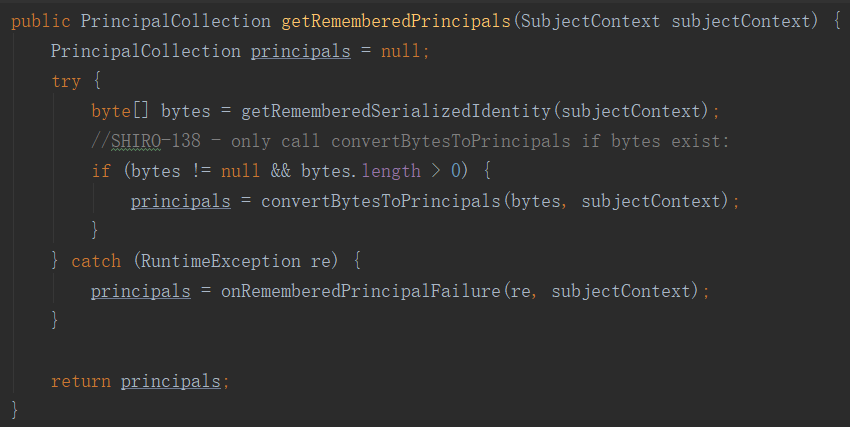 public PrincipalCollection getRememberedPrincipals(SubjectContext subjectContext) {
    PrincipalCollection principals = null;
    try {
        byte[] bytes = getRememberedSerializedIdentity(subjectContext);
        //SHIRO-138 - only call convertBytesToPrincipals if bytes exist:
        if (bytes != null && bytes.length > 0) {
            principals = convertBytesToPrincipals(bytes, subjectContext);
        }
    } catch (RuntimeException re) {
        principals = onRememberedPrincipalFailure(re, subjectContext);
    }

    return principals;
}